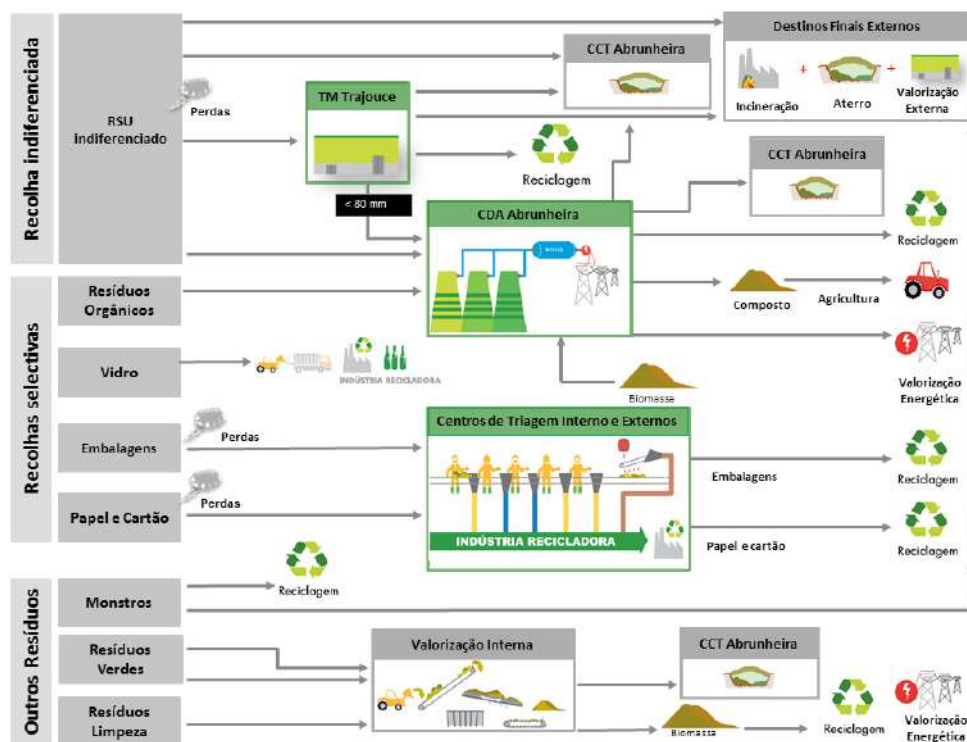 Recolha indiferenciada
RSU
indiferenciado
Perdas
TM Trajouce
< 80 mm
CCT Abrunheira
Destinos Finais Externos
Incineração
+
Aterro
+
Valorização
Externa
Reciclagem
CCT Abrunheira
CDA Abrunheira
Reciclagem
Composto
Agricultura
Valorização
Energética
Biomassa
Recolhas selectivas
Resíduos
Orgânicos
Vidro
INDÚSTRIA RECICLADORA
Embalagens
Perdas
Papel e Cartão
Perdas
Centros de Triagem Interno e Externos
INDÚSTRIA RECICLADORA
Embalagens
Reciclagem
Papel e cartão
Reciclagem
Outros Resíduos
Monstros
Reciclagem
Resíduos
Verdes
Resíduos
Limpeza
Valorização Interna
CCT Abrunheira
Biomassa
Reciclagem
Valorização
Energética